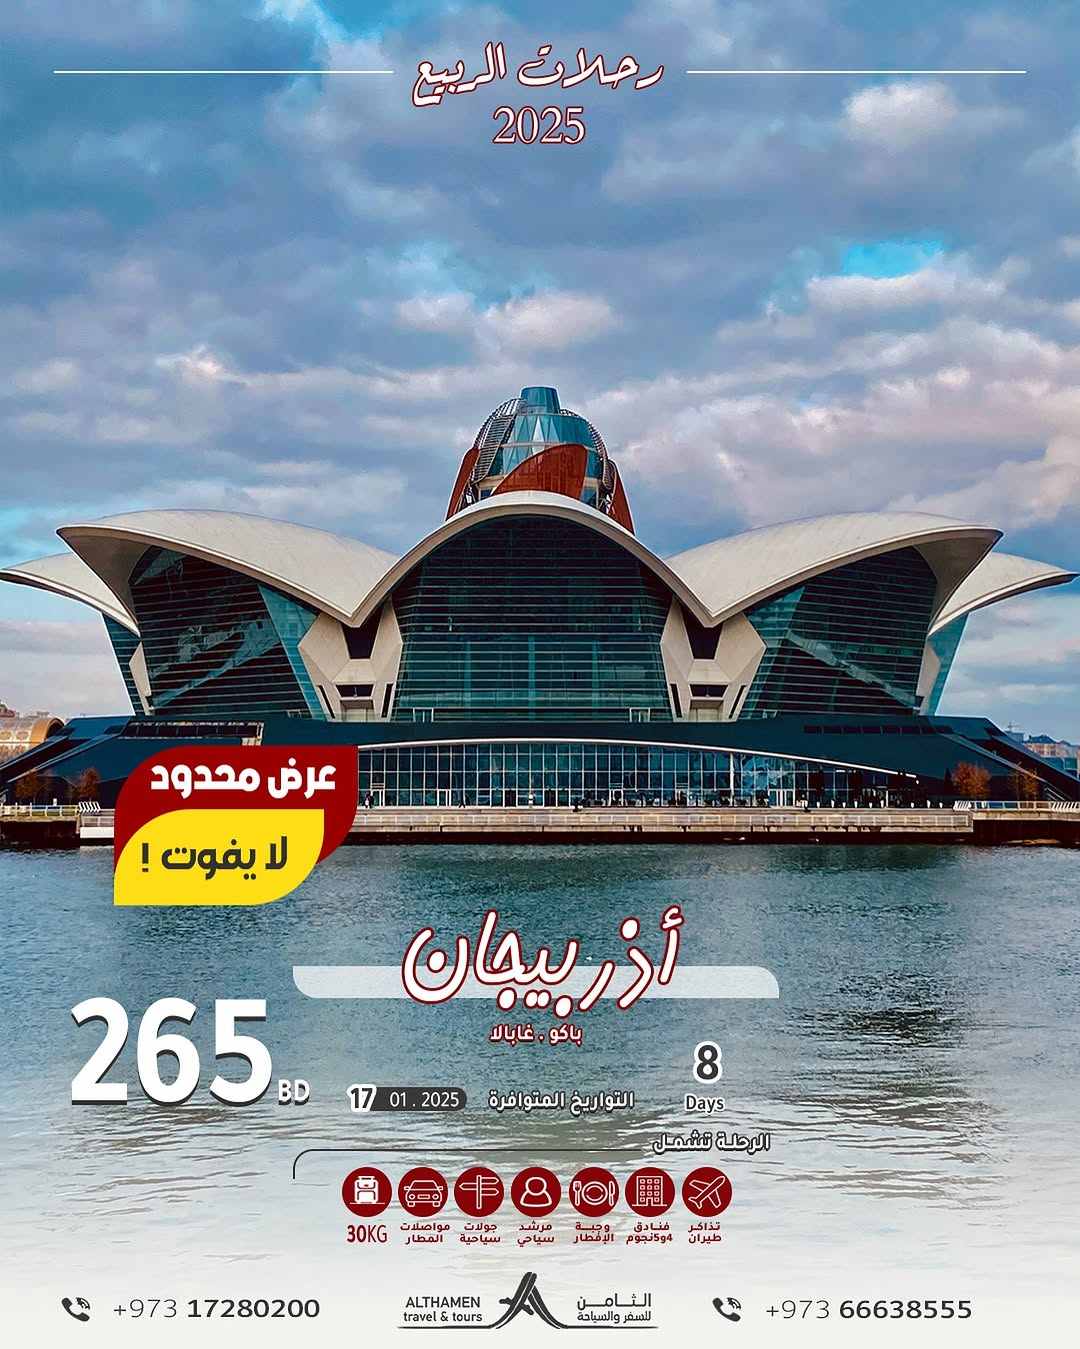 رحلات الربيع
2025
عرض محدود
لا يفوت !
أذربيجان
باكو . غابالا
265 BD
8
Days
التواريخ المتوافرة
17 01 . 2025
الرحلة تشمل
تذاكر
طيران
فنادق
4و5نجوم
وجبة
الإفطار
مرشد
سياحي
جولات
سياحية
مواصلات
المطار
30KG
+973 17280200
ALTHAMEN
travel & tours
الثامن
للسفر والسياحة
+973 66638555